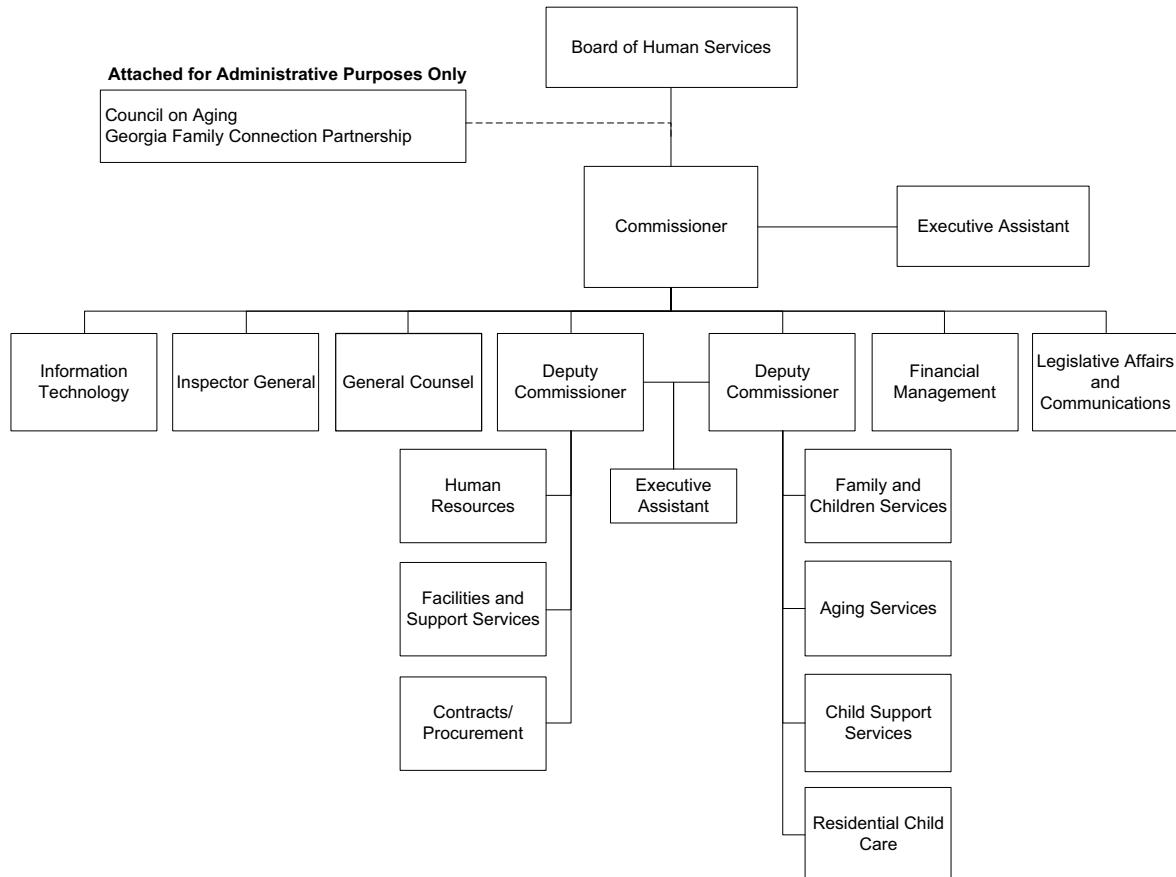 Board of Human Services
Attached for Administrative Purposes Only
Council on Aging
Georgia Family Connection Partnership
Commissioner
Executive Assistant
Information
Technology
Inspector General
General Counsel
Deputy
Commissioner
Deputy
Commissioner
Financial
Management
Legislative Affairs
and
Communications
Human
Resources
Executive
Assistant
Family and
Children Services
Facilities and
Support Services
Aging Services
Contracts/
Procurement
Child Support
Services
Residential Child
Care